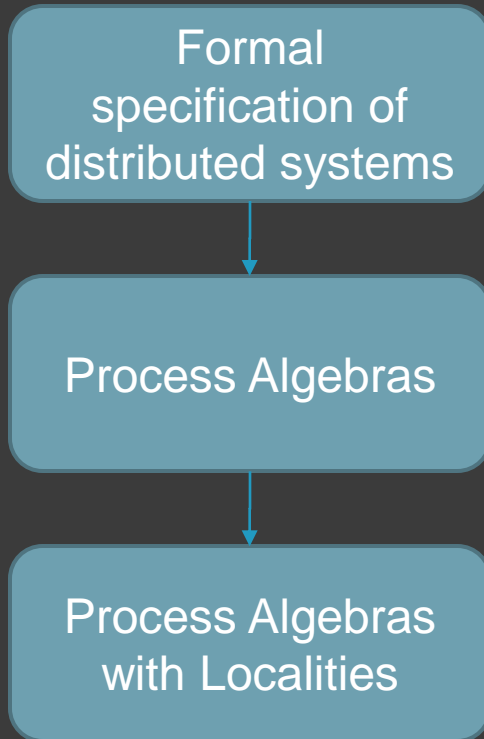 Formal
specification of
distributed systems
Process Algebras
Process Algebras
with Localities